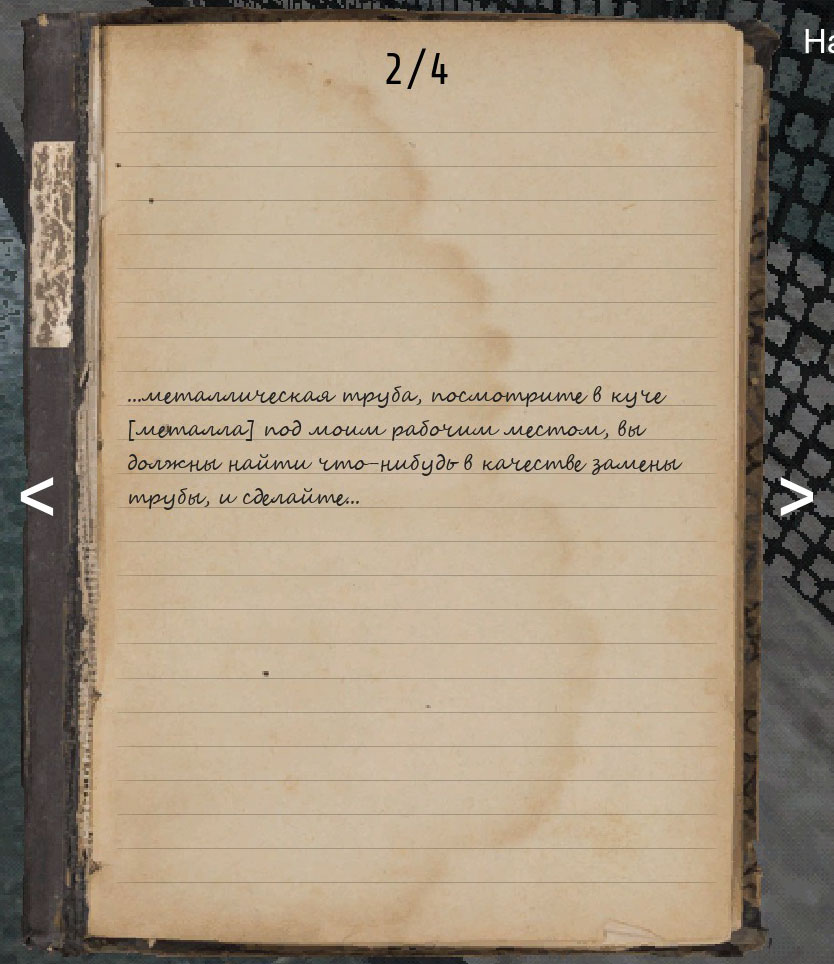 На
2/4
...металлическая труба, посмотрите в куче
[металла] под моим рабочим местом, вы
должны найти что-нибудь в качестве замены
трубы, и сделайте...
< >